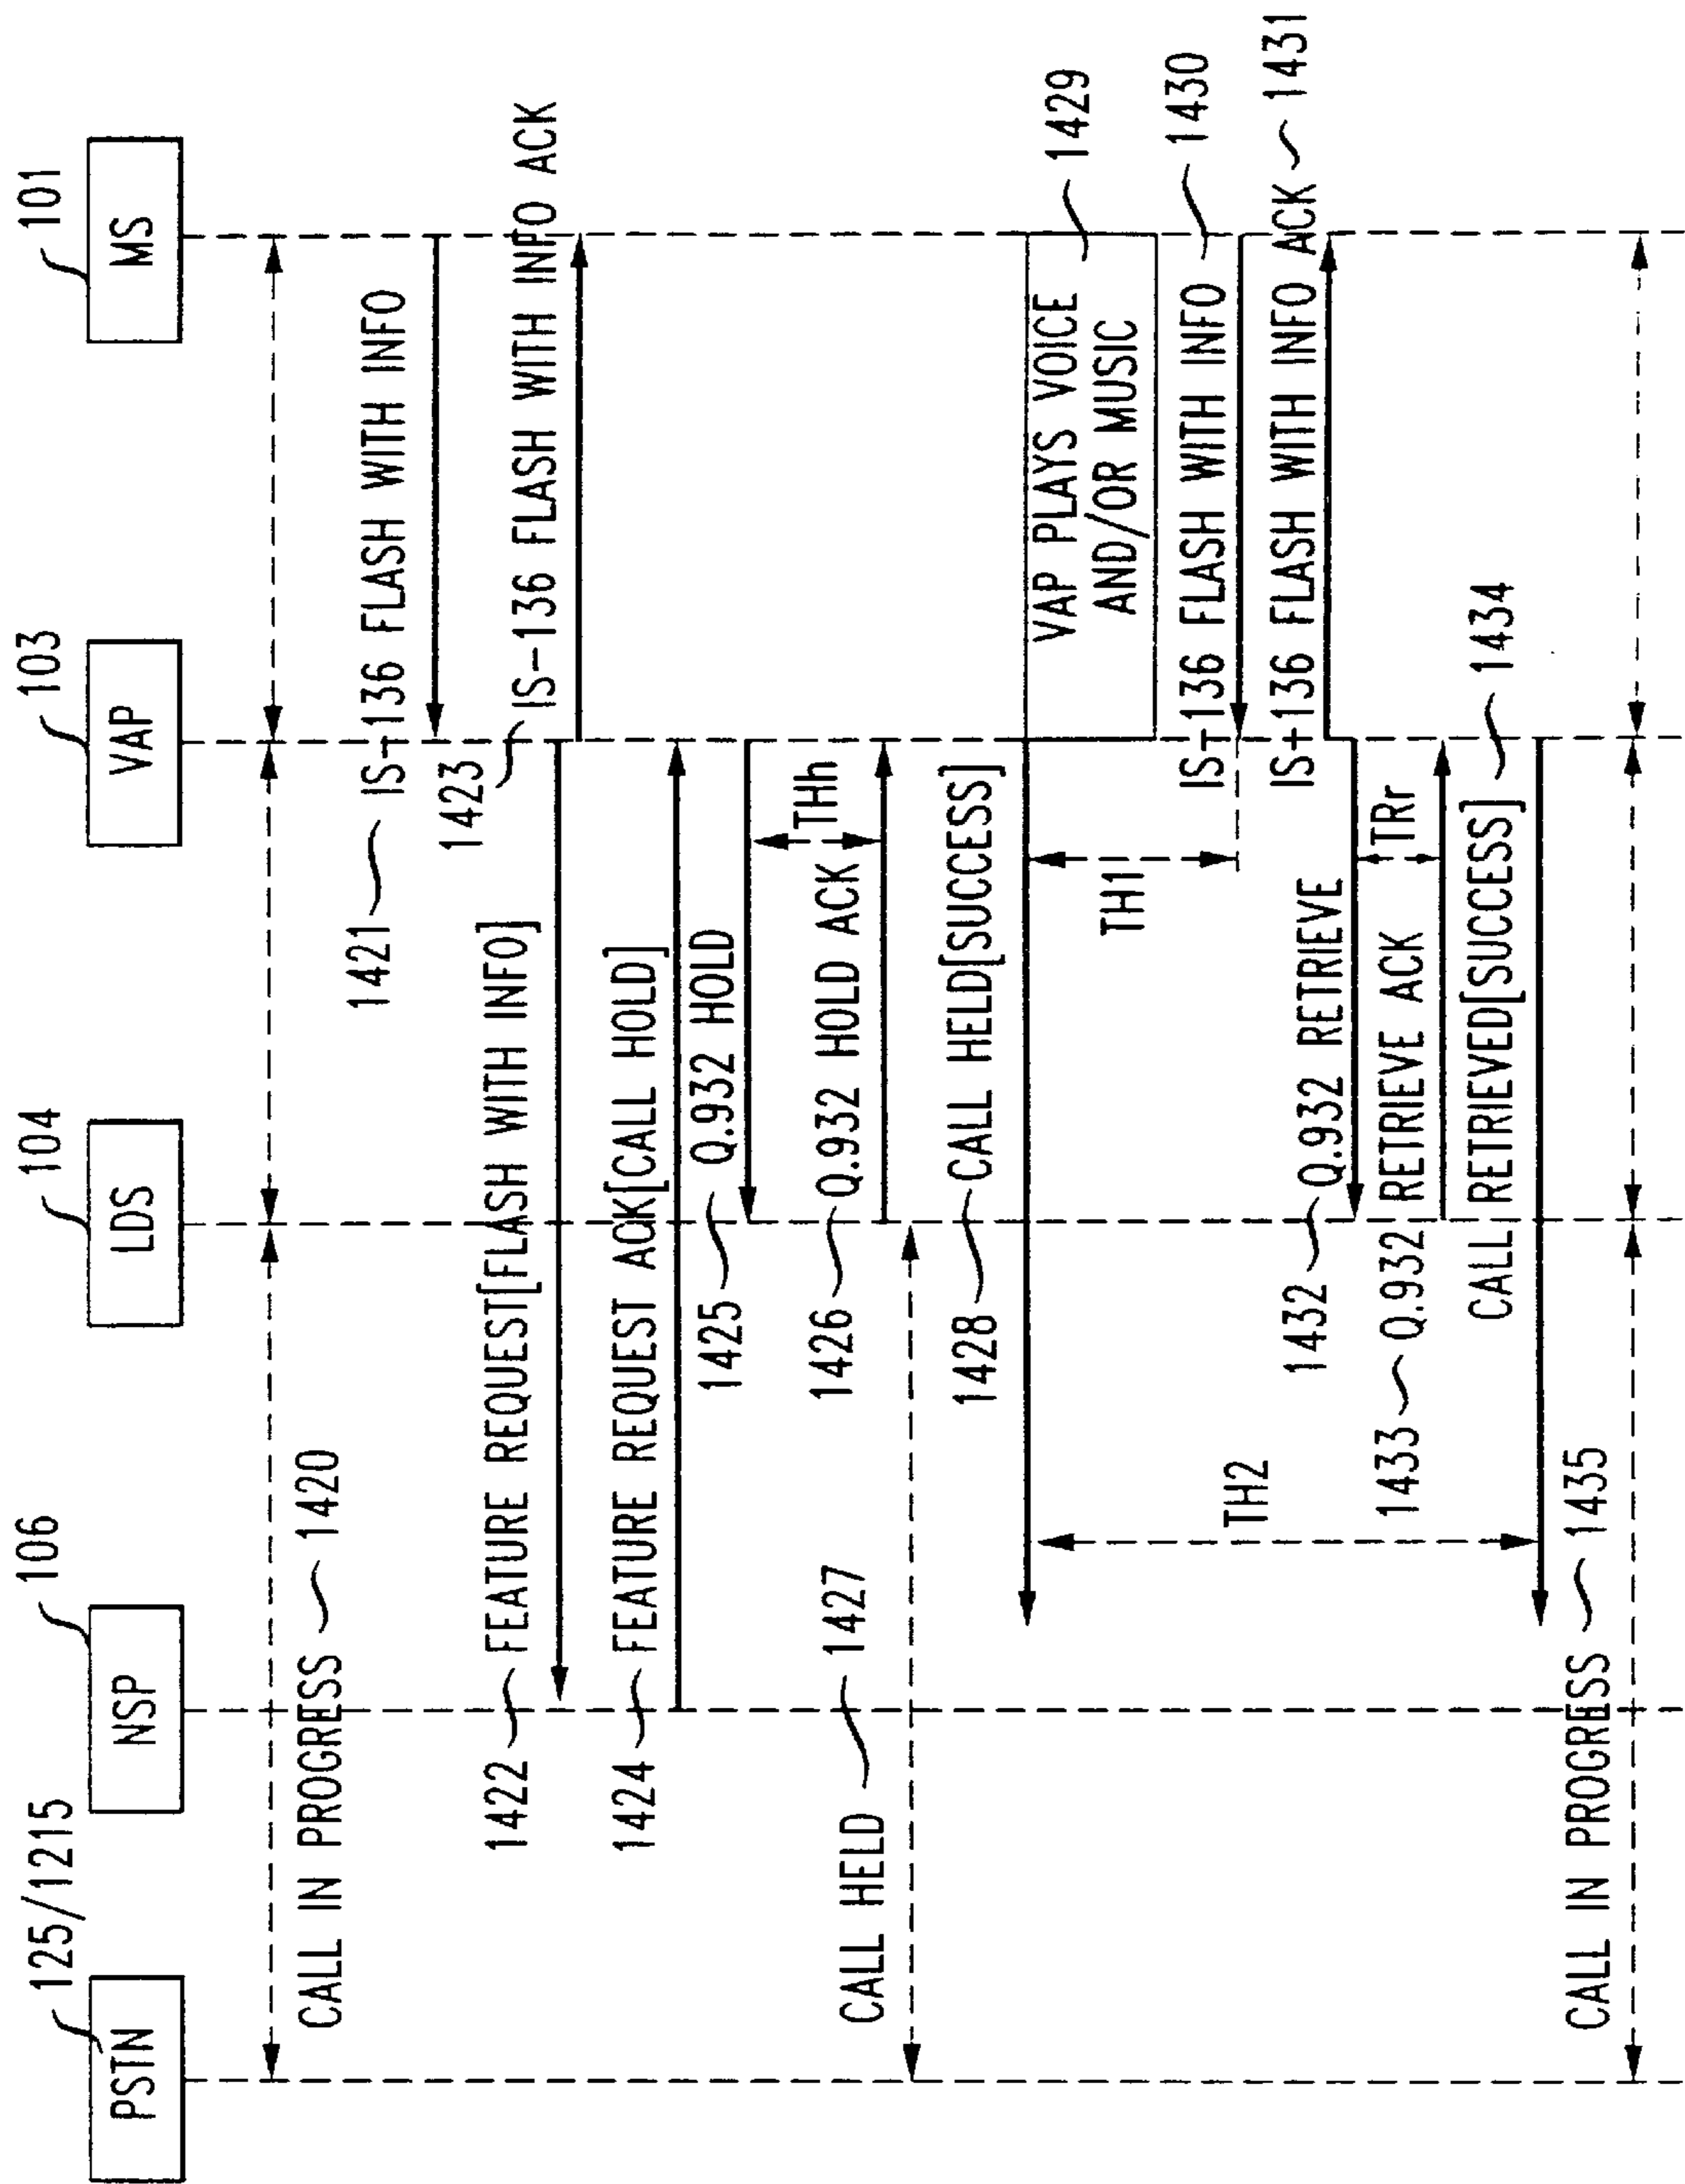 PSTN
125/1215
NSP
106
LDS
104
VAP
103
MS
101
CALL IN PROGRESS
1420
1421
IS-136 FLASH WITH INFO
1422
FEATURE REQUEST[FLASH WITH INFO]
1423
IS-136 FLASH WITH INFO ACK
1424
FEATURE REQUEST ACK[CALL HOLD]
1425
Q.932 HOLD
THh
1426
Q.932 HOLD ACK
CALL HELD
1427
1428
CALL HELD[SUCCESS]
VAP PLAYS VOICE
AND/OR MUSIC
1429
TH1
IS-136 FLASH WITH INFO
1430
IS-136 FLASH WITH INFO ACK
1431
TH2
1432
Q.932 RETRIEVE
TRr
1433
Q.932 RETRIEVE ACK
CALL RETRIEVED[SUCCESS]
1434
CALL IN PROGRESS
1435